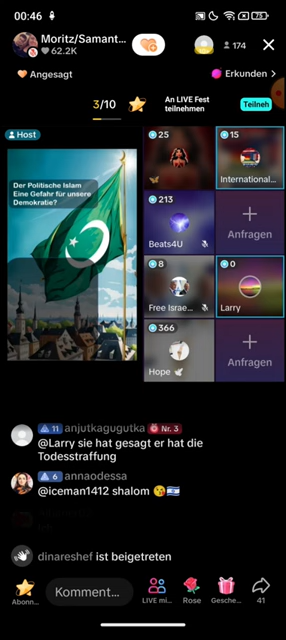 00:46
75
Moritz/Samant...
62.2K
174
Angesagt
Erkunden
3/10
An LIVE Fest
teilnehmen
Teilneh
Host
Der Politische Islam
Eine Gefahr für unsere
Demokratie?
25
15
International...
213
Beats4U
Anfragen
8
Free Israe...
0
Larry
366
Hope
Anfragen
11 anjutkagugutka Nr. 3
@Larry sie hat gesagt er hat die
Todesstraffung
6 annaodessa
@iceman1412 shalom 😘🇮🇱
dinareshef ist beigetreten
Abonn...
Komment...
LIVE mi...
Rose
Gesche...
41